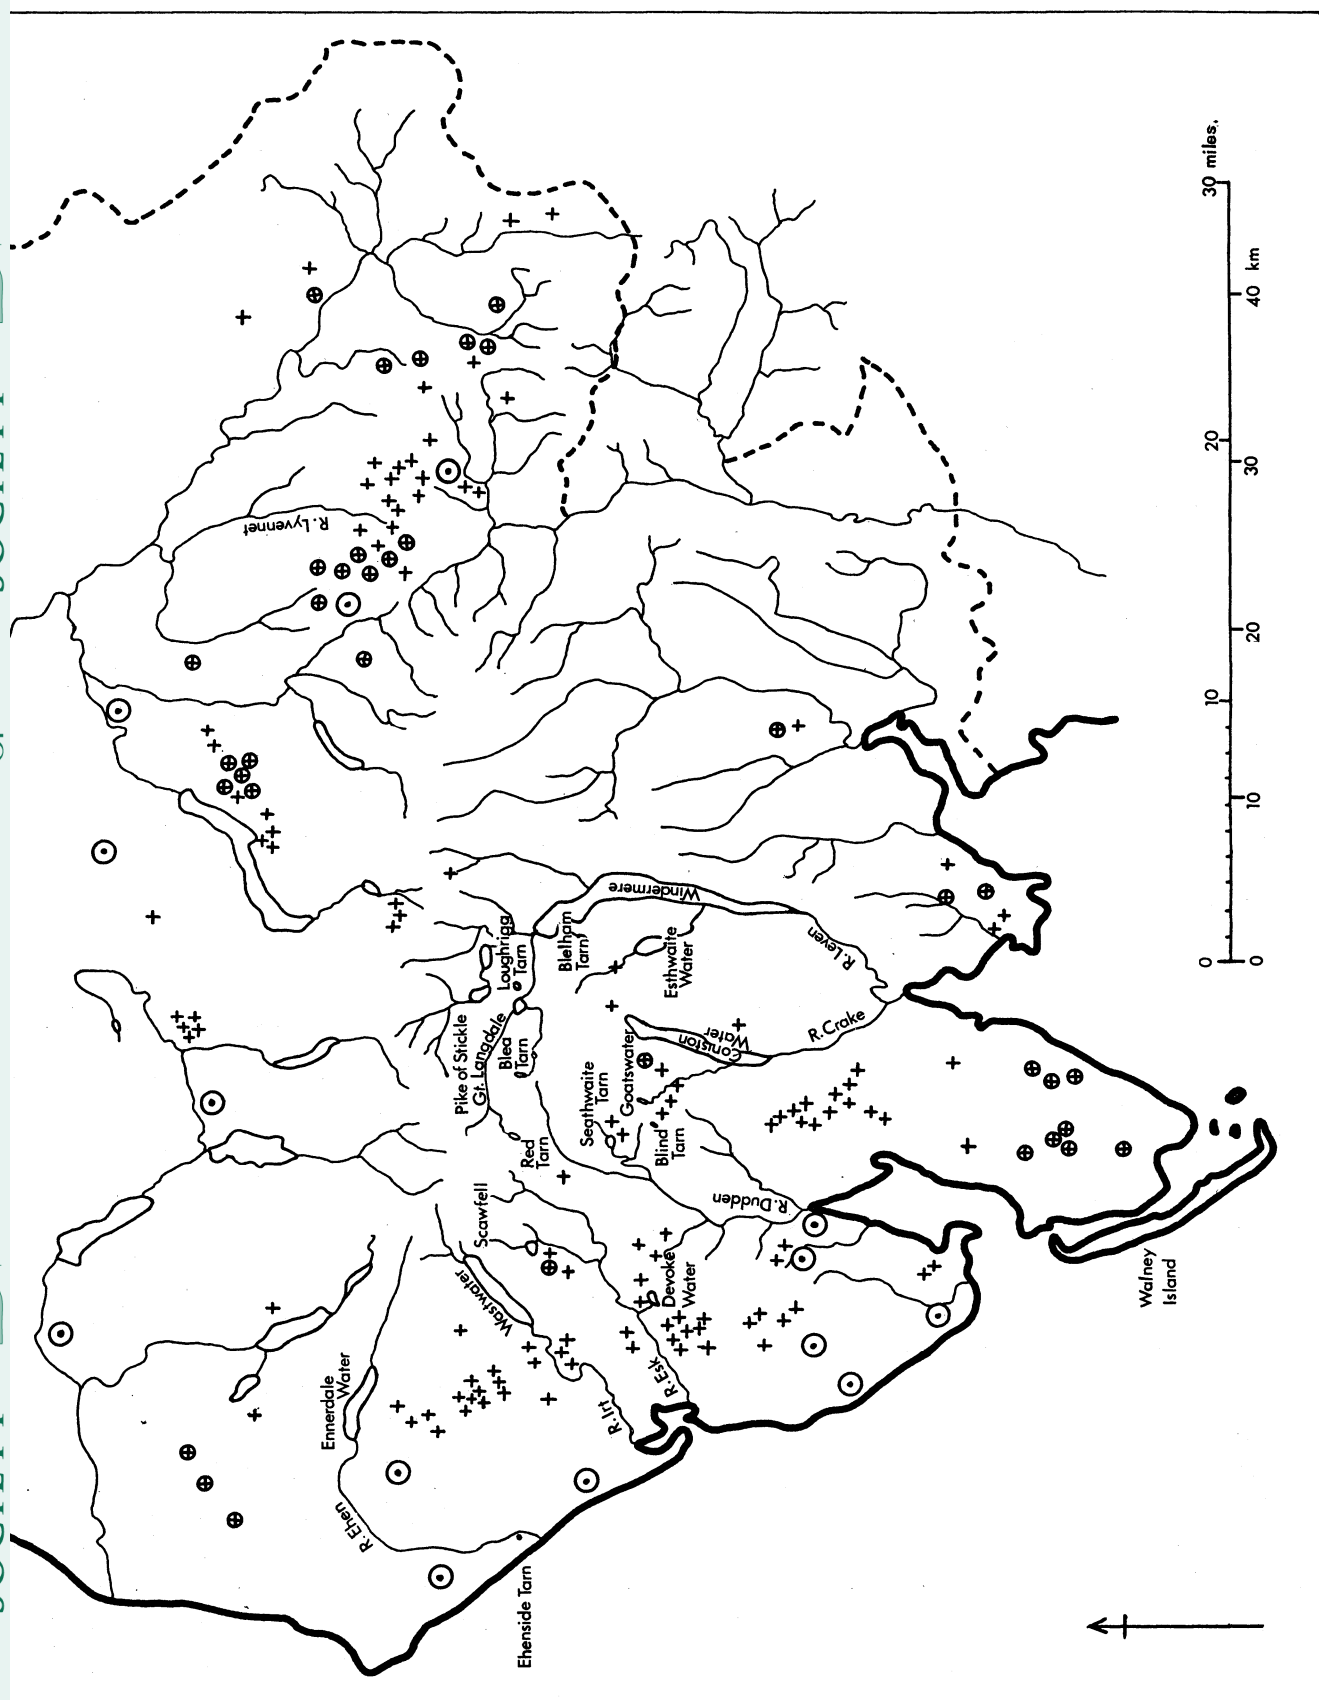 R. Lyvennet
Windermere
Loughrigg
Tarn
Bletham
Tarn
Esthwaite
Water
R. Leven
R. Crake
Coniston
Water
Pike of Stickle
Gt. Langdale
Blea
Tarn
Goatswater
Seathwaite
Tarn
Blind
Tarn
Red
Tarn
R. Dudden
Scawfell
Wastwater
Devoke
Water
R. Esk
R. Irt
Ennerdale
Water
R. Ehen
Ehenside Tarn
Walney
Island
0 10 20 30 miles.
0 10 20 30 40 km